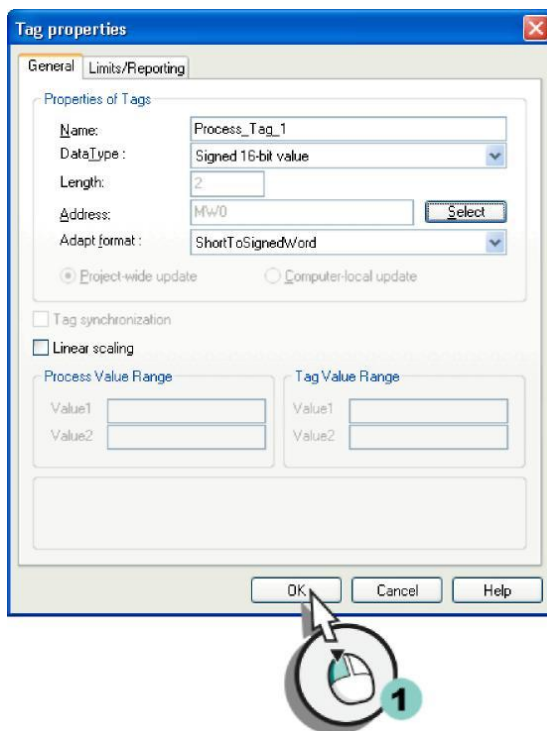 Tag properties
General Limits/Reporting
Properties of Tags
Name: Process_Tag_1
DataType : Signed 16-bit value
Length: 2
Address: MW0 Select
Adapt format : ShortToSignedWord
Project-wide update Computer-local update
Tag synchronization
Linear scaling
Process Value Range Tag Value Range
Value1 Value1
Value2 Value2
OK Cancel Help
1